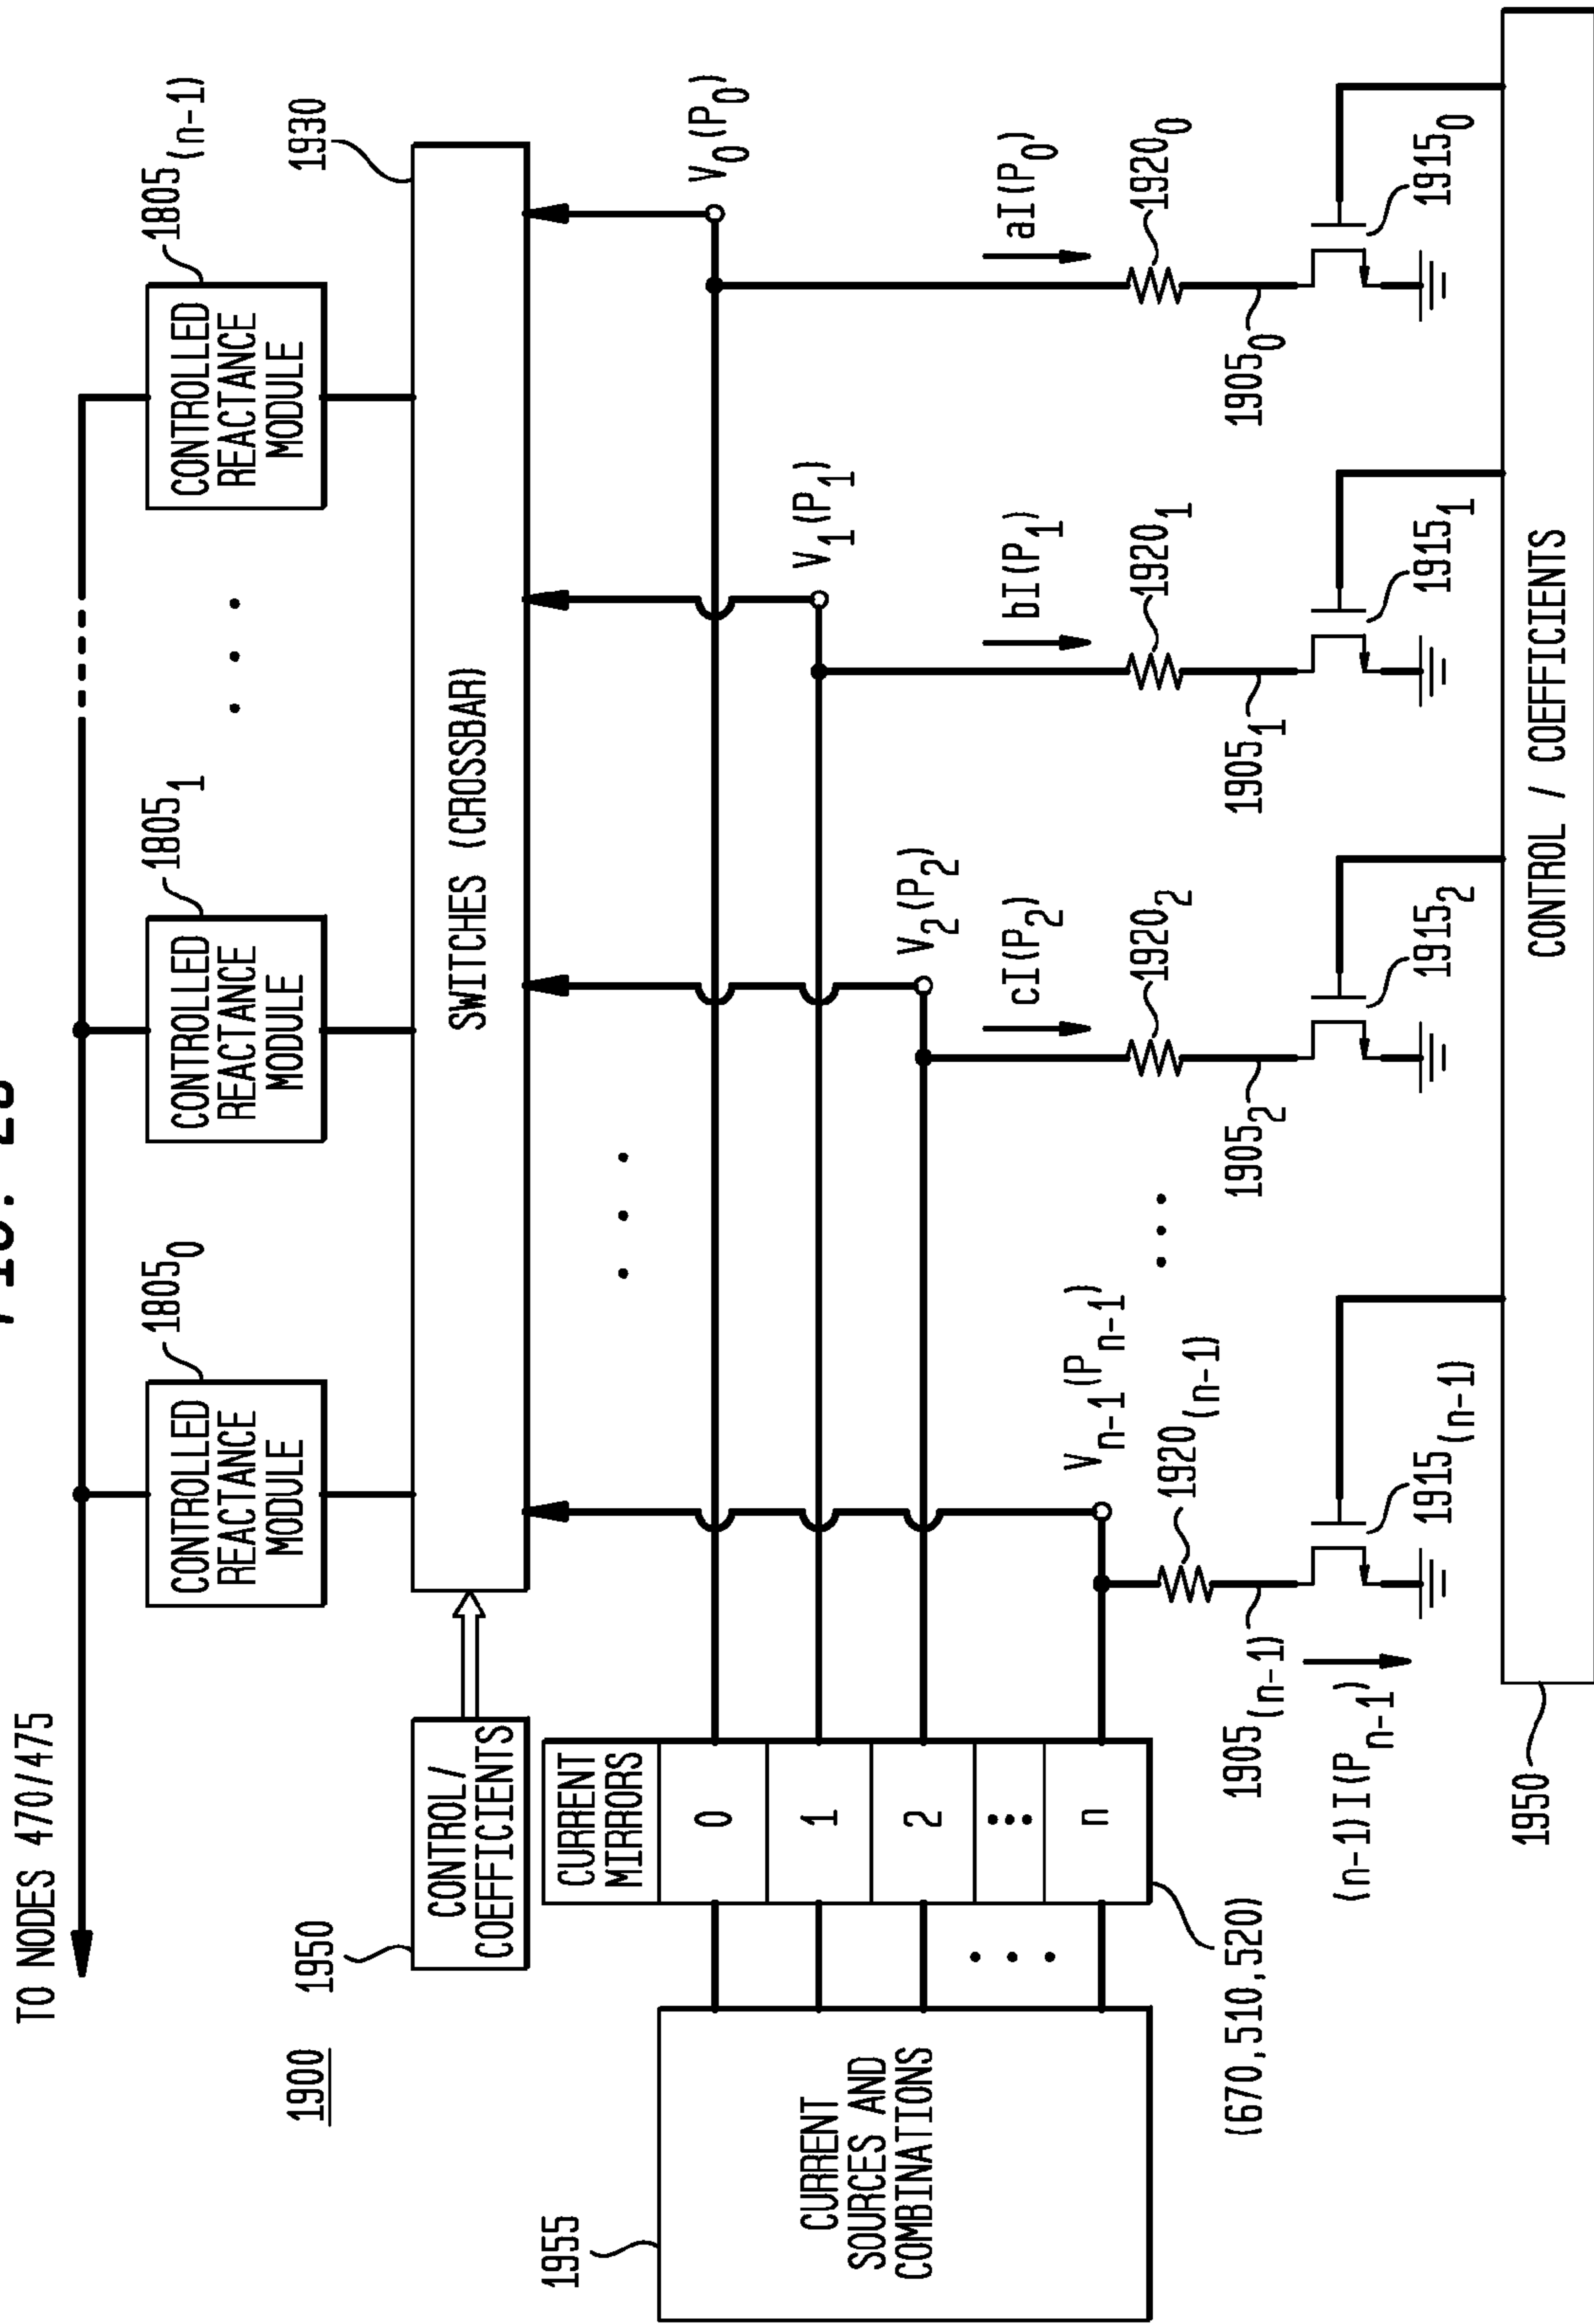 TO NODES 470/475
1805₀
1805₁
1805₍ₙ₋₁₎
CONTROLLED
REACTANCE
MODULE
CONTROLLED
REACTANCE
MODULE
CONTROLLED
REACTANCE
MODULE
1900
1950
1930
CONTROL/
COEFFICIENTS
SWITCHES (CROSSBAR)
1955
CURRENT
SOURCES AND
COMBINATIONS
CURRENT
MIRRORS
0
1
2
n
(670,510,520)
V₀(P₀)
V₁(P₁)
V₂(P₂)
Vₙ₋₁(Pₙ₋₁)
cI(P₂)
bI(P₁)
aI(P₀)
1920₍ₙ₋₁₎
1920₂
1920₁
1920₀
1905₍ₙ₋₁₎
1905₂
1905₁
1905₀
(n-1)I(Pₙ₋₁)
1915₍ₙ₋₁₎
1915₂
1915₁
1915₀
1950
CONTROL / COEFFICIENTS